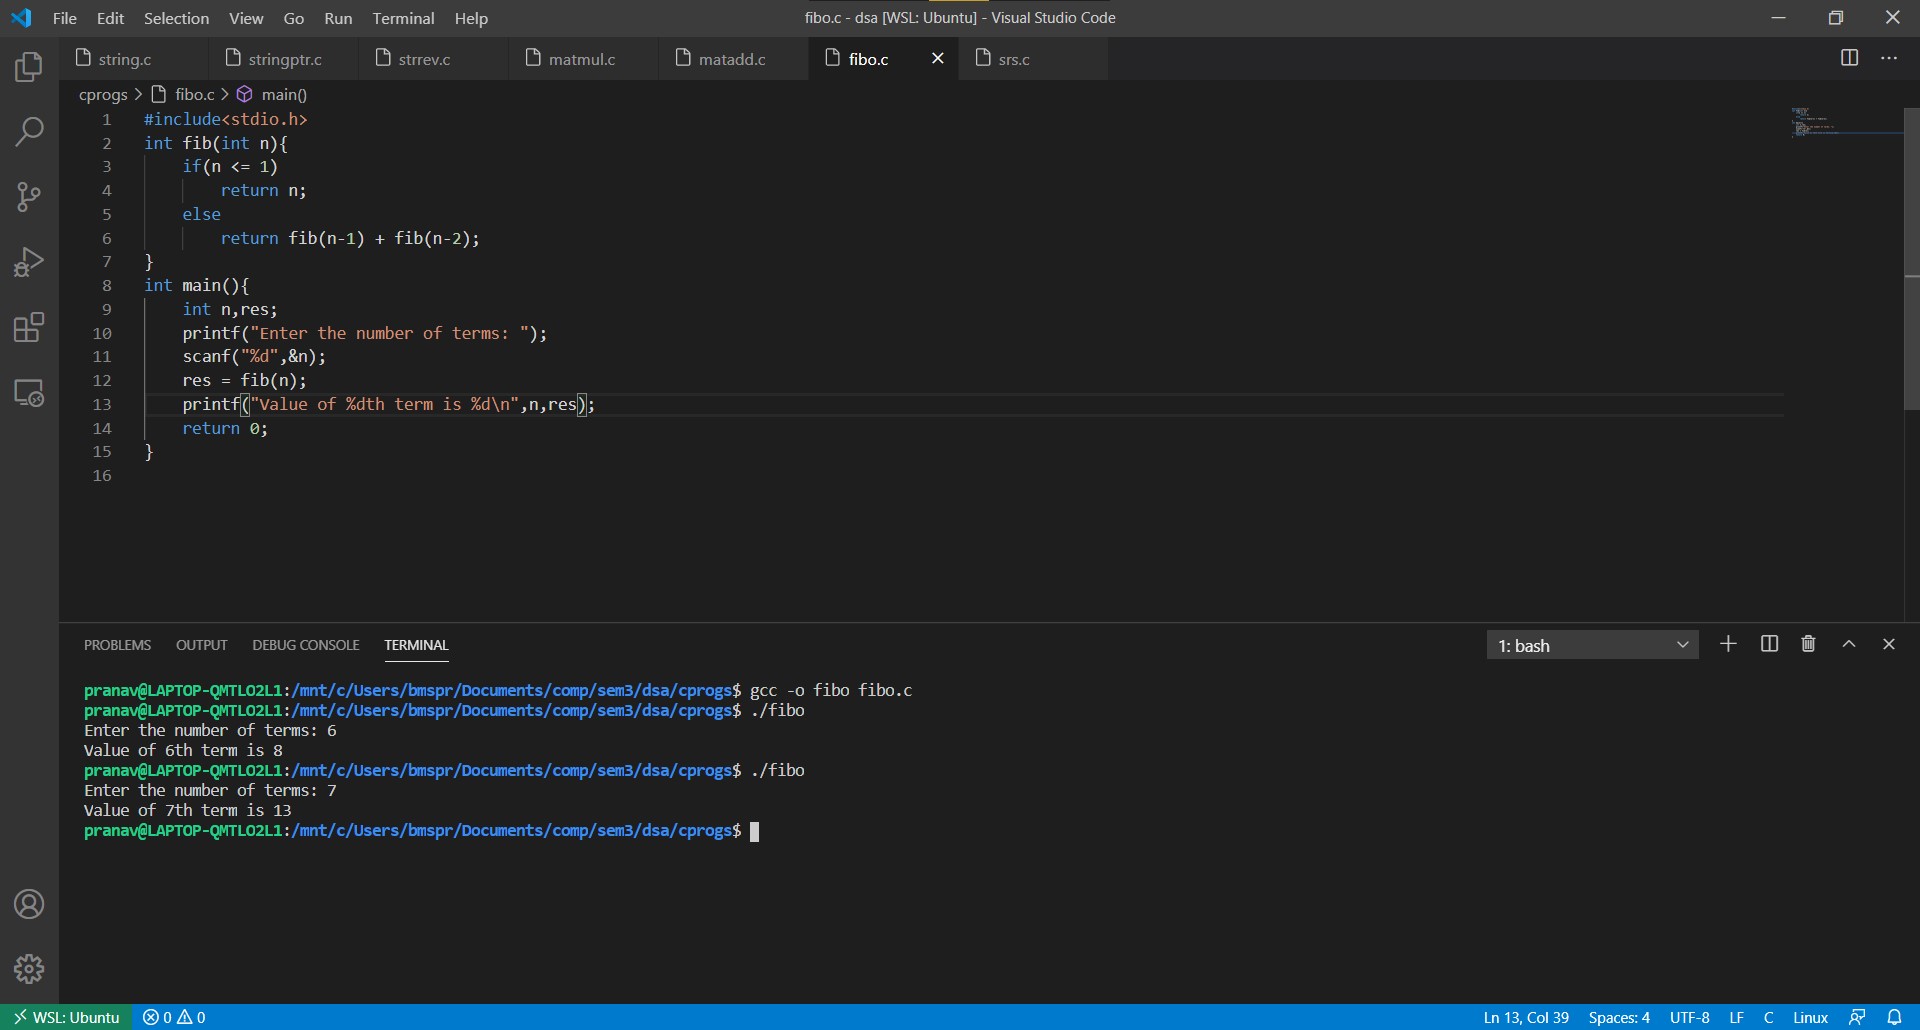 File Edit Selection View Go Run Terminal Help fibo.c - dsa [WSL: Ubuntu] - Visual Studio Code
string.c stringptr.c strrev.c matmul.c matadd.c fibo.c srs.c
cprogs > fibo.c > main()
1 #include<stdio.h>
2 int fib(int n){
3 if(n <= 1)
4 return n;
5 else
6 return fib(n-1) + fib(n-2);
7 }
8 int main(){
9 int n,res;
10 printf("Enter the number of terms: ");
11 scanf("%d",&n);
12 res = fib(n);
13 printf("Value of %dth term is %d\n",n,res);
14 return 0;
15 }
16
PROBLEMS OUTPUT DEBUG CONSOLE TERMINAL 1: bash
pranav@LAPTOP-QMTLO2L1:/mnt/c/Users/bmspr/Documents/comp/sem3/dsa/cprogs$ gcc -o fibo fibo.c
pranav@LAPTOP-QMTLO2L1:/mnt/c/Users/bmspr/Documents/comp/sem3/dsa/cprogs$ ./fibo
Enter the number of terms: 6
Value of 6th term is 8
pranav@LAPTOP-QMTLO2L1:/mnt/c/Users/bmspr/Documents/comp/sem3/dsa/cprogs$ ./fibo
Enter the number of terms: 7
Value of 7th term is 13
pranav@LAPTOP-QMTLO2L1:/mnt/c/Users/bmspr/Documents/comp/sem3/dsa/cprogs$
WSL: Ubuntu 0 0 Ln 13, Col 39 Spaces: 4 UTF-8 LF C Linux